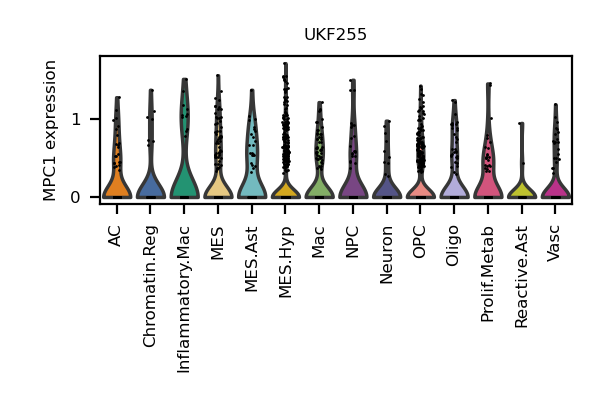 UKF255
MPC1 expression
1
0
AC
Chromatin.Reg
Inflammatory.Mac
MES
MES.Ast
MES.Hyp
Mac
NPC
Neuron
OPC
Oligo
Prolif.Metab
Reactive.Ast
Vasc